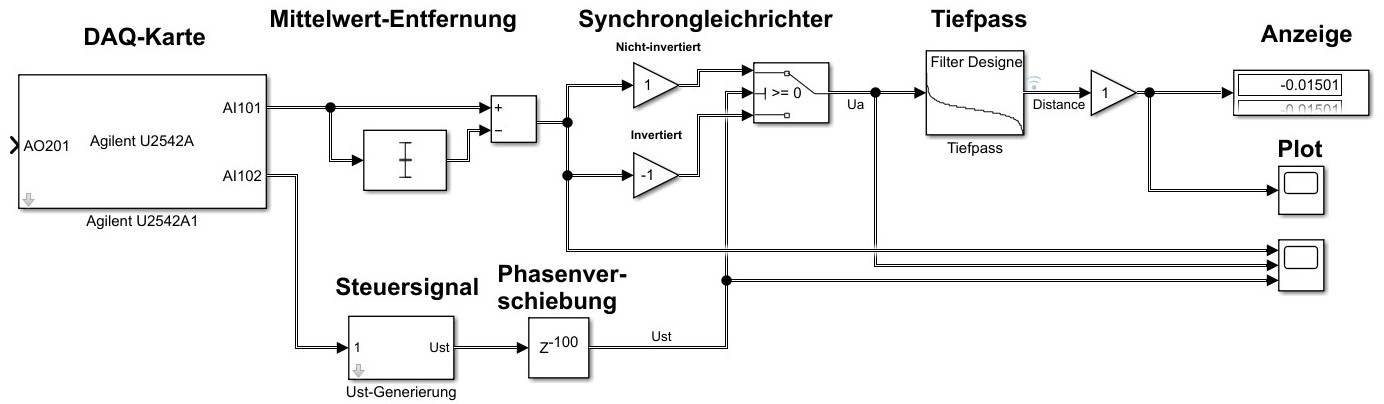 DAQ-Karte
Mittelwert-Entfernung
Synchrongleichrichter
Tiefpass
Anzeige
Nicht-invertiert
Filter Designe
AI101
+
−
1
>= 0
Ua
Distance
1
-0.01501
-0.01501
AO201
Agilent U2542A
Invertiert
-1
Tiefpass
Plot
AI102
Agilent U2542A1
Steuersignal
Phasenver-
schiebung
1
Ust
Z-100
Ust
Ust-Generierung